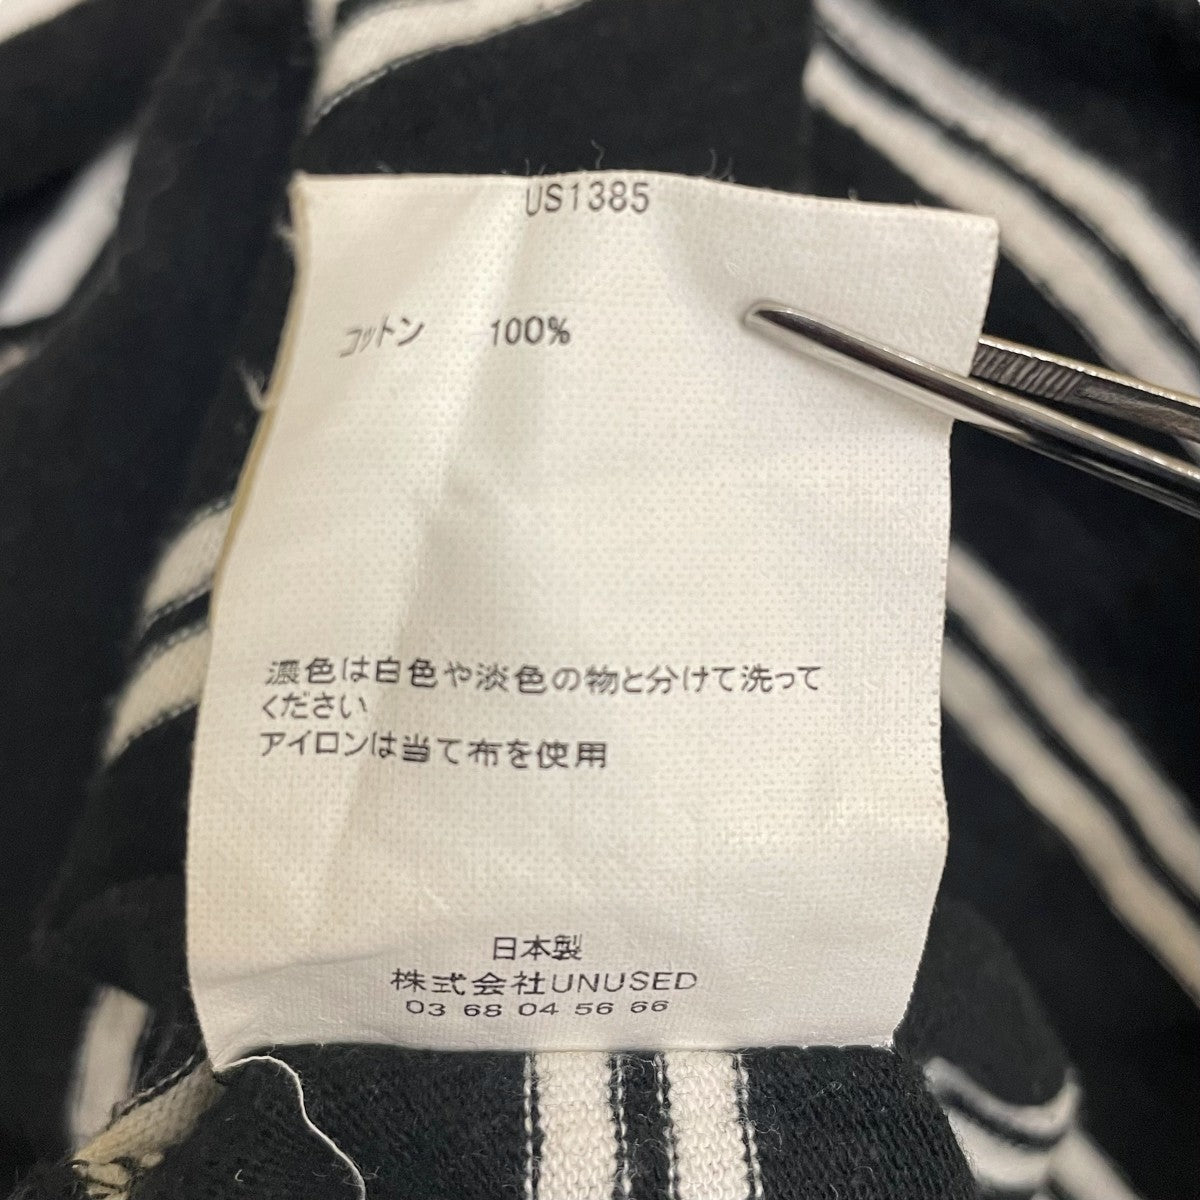 US1385
コットン 100%
濃色は白色や淡色の物と分けて洗って
ください
アイロンは当て布を使用
日本製
株式会社UNUSED
03 68 04 56 66